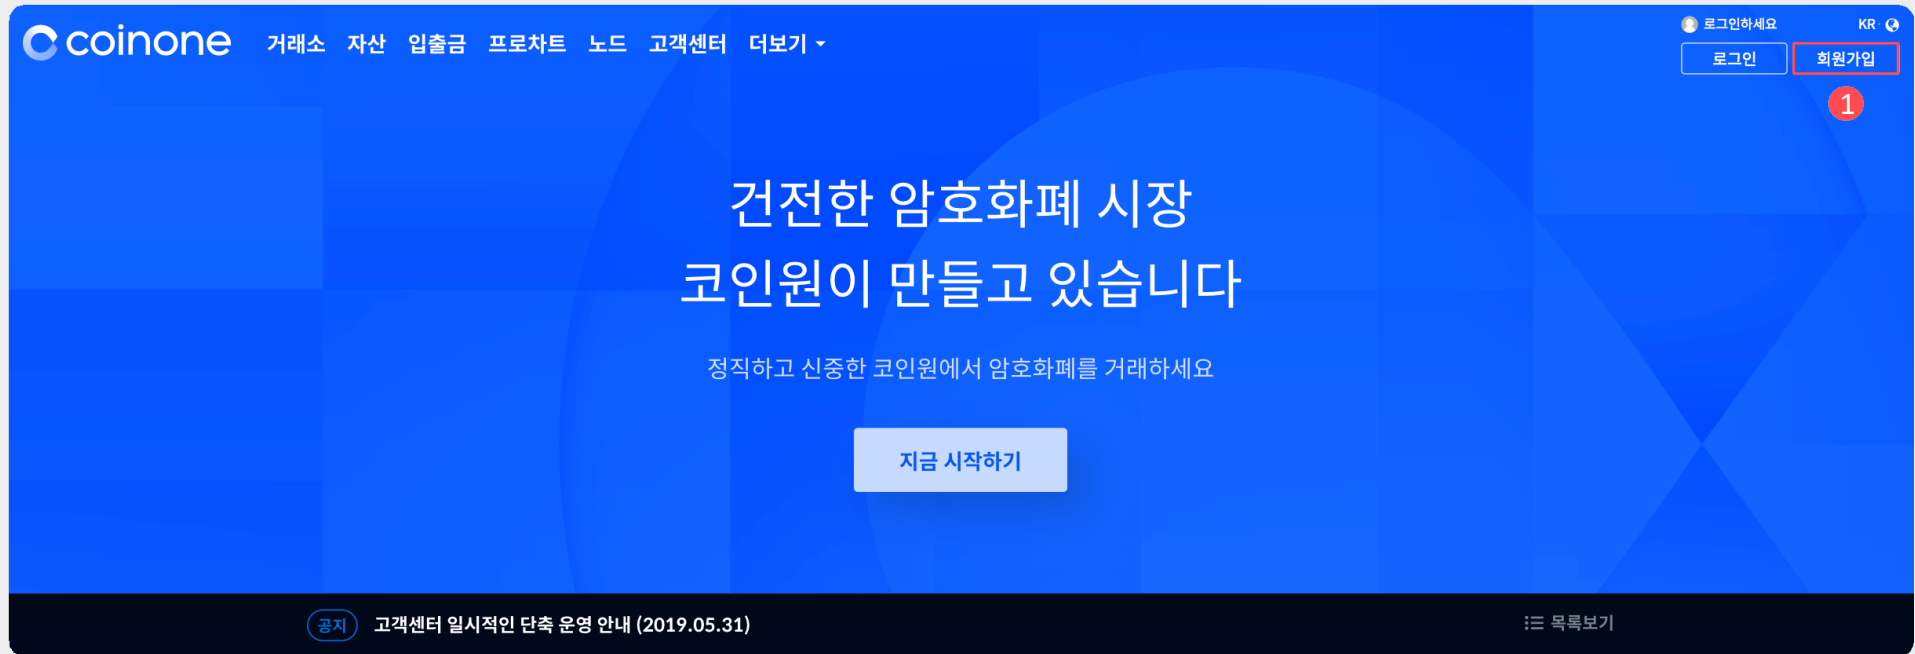 coinone 거래소 자산 입출금 프로차트 노드 고객센터 더보기
로그인하세요 KR
로그인 회원가입
1
건전한 암호화폐 시장
코인원이 만들고 있습니다
정직하고 신중한 코인원에서 암호화폐를 거래하세요
지금 시작하기
공지 고객센터 일시적인 단축 운영 안내 (2019.05.31) 목록보기